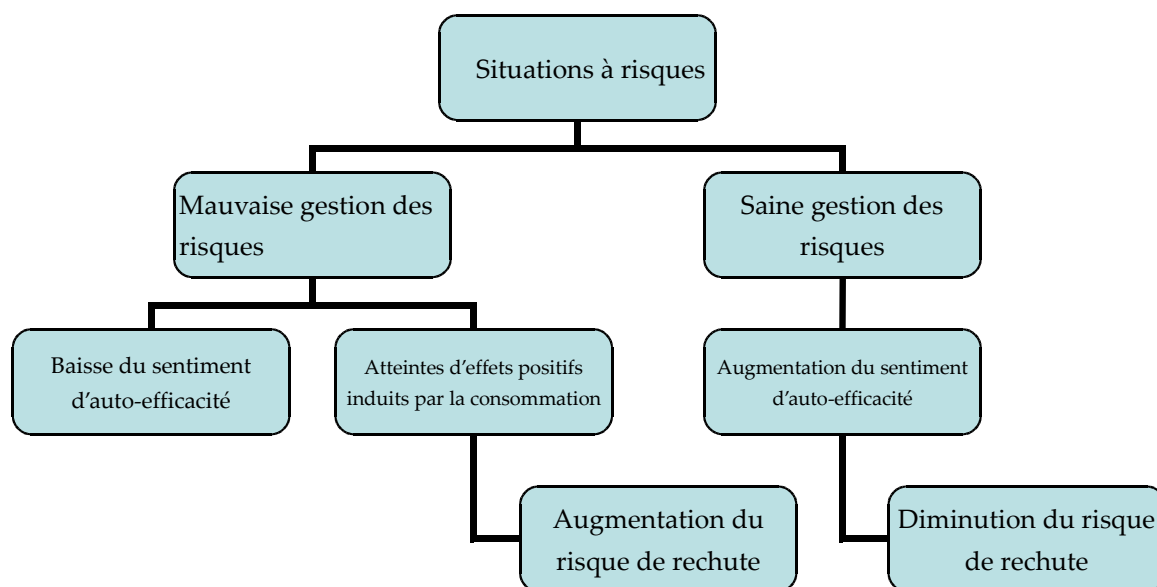 Situations à risques
Mauvaise gestion des
risques
Saine gestion des
risques
Baisse du sentiment
d'auto-efficacité
Atteintes d'effets positifs
induits par la consommation
Augmentation du sentiment
d'auto-efficacité
Augmentation du
risque de rechute
Diminution du risque
de rechute